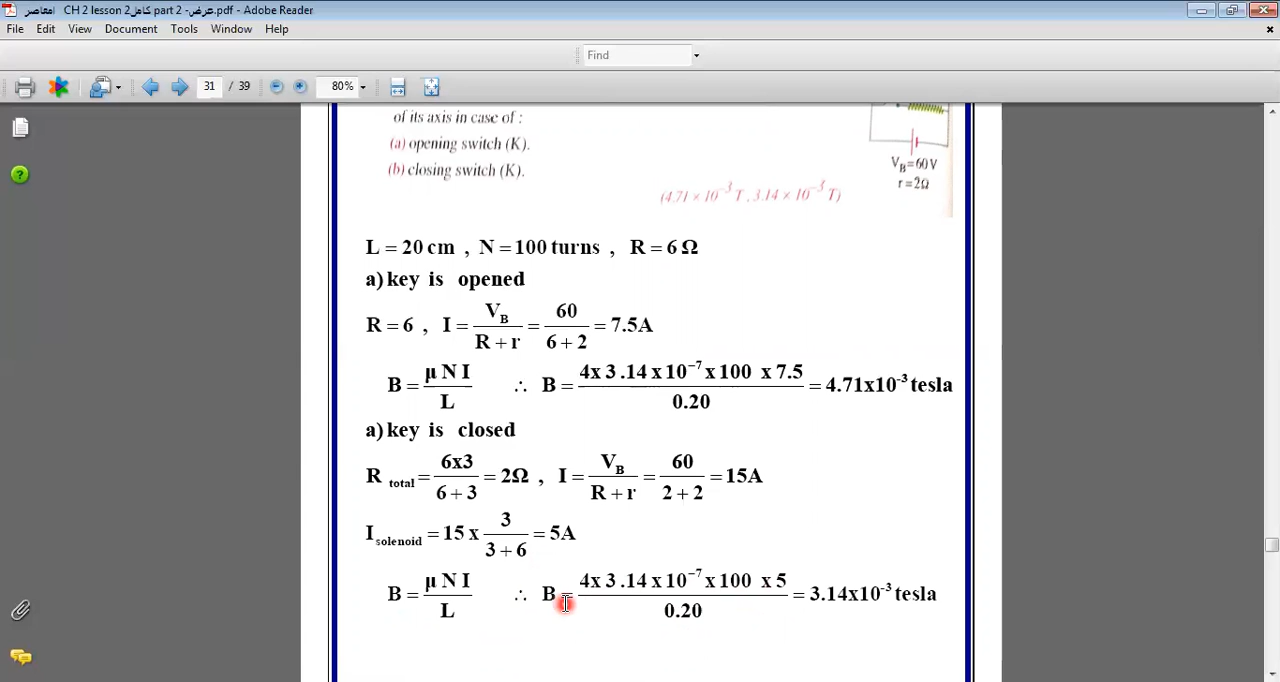 معاصر CH 2 lesson 2كامل part 2 -عرض.pdf - Adobe Reader
File Edit View Document Tools Window Help
Find
31 / 39 80%
of its axis in case of :
(a) opening switch (K).
(b) closing switch (K).
V_B=60V
r=2Ω
(4.71 × 10⁻³ T , 3.14 × 10⁻³ T)
L = 20 cm , N = 100 turns , R = 6 Ω
a) key is opened
R = 6 , I = V_B / (R + r) = 60 / (6 + 2) = 7.5A
B = μ N I / L ∴ B = 4x 3.14 x 10⁻⁷ x 100 x 7.5 / 0.20 = 4.71x10⁻³ tesla
a) key is closed
R total = 6x3 / (6 + 3) = 2Ω , I = V_B / (R + r) = 60 / (2 + 2) = 15A
I solenoid = 15 x 3 / (3 + 6) = 5A
B = μ N I / L ∴ B = 4x 3.14 x 10⁻⁷ x 100 x 5 / 0.20 = 3.14x10⁻³ tesla